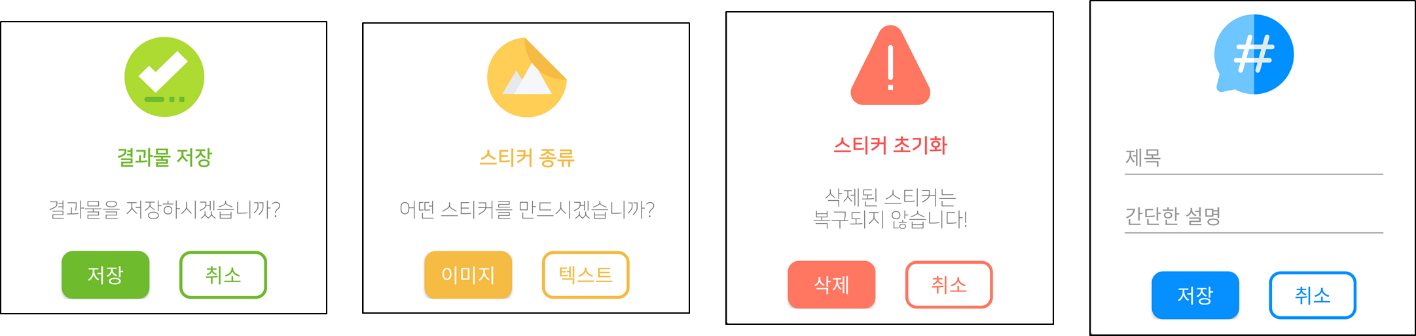 결과물 저장
결과물을 저장하시겠습니까?
저장
취소
스티커 종류
어떤 스티커를 만드시겠습니까?
이미지
텍스트
스티커 초기화
삭제된 스티커는
복구되지 않습니다!
삭제
취소
#
제목
간단한 설명
저장
취소